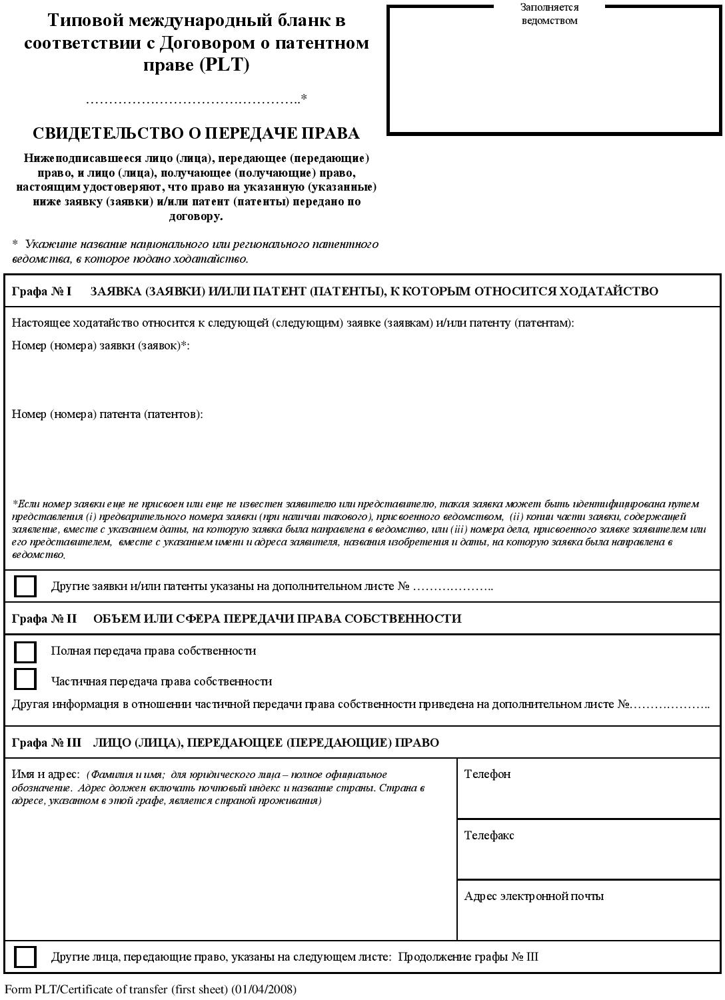 Типовой международный бланк в
соответствии с Договором о патентном
праве (PLT)
Заполняется
ведомством
………………………………………..*
СВИДЕТЕЛЬСТВО О ПЕРЕДАЧЕ ПРАВА
Нижеподписавшееся лицо (лица), передающее (передающие)
право, и лицо (лица), получающее (получающие) право,
настоящим удостоверяют, что право на указанную (указанные)
ниже заявку (заявки) и/или патент (патенты) передано по
договору.
* Укажите название национального или регионального патентного
ведомства, в которое подано ходатайство.
Графа № I ЗАЯВКА (ЗАЯВКИ) И/ИЛИ ПАТЕНТ (ПАТЕНТЫ), К КОТОРЫМ ОТНОСИТСЯ ХОДАТАЙСТВО
Настоящее ходатайство относится к следующей (следующим) заявке (заявкам) и/или патенту (патентам):
Номер (номера) заявки (заявок)*:
Номер (номера) патента (патентов):
*Если номер заявки еще не присвоен или еще не известен заявителю или представителю, такая заявка может быть идентифицирована путем
представления (i) предварительного номера заявки (при наличии такового), присвоенного ведомством, (ii) копии части заявки, содержащей
заявление, вместе с указанием даты, на которую заявка была направлена в ведомство, или (iii) номера дела, присвоенного заявке заявителем или
его представителем, вместе с указанием имени и адреса заявителя, названия изобретения и даты, на которую заявка была направлена в
ведомство.
Другие заявки и/или патенты указаны на дополнительном листе № ………………..
Графа № II ОБЪЕМ ИЛИ СФЕРА ПЕРЕДАЧИ ПРАВА СОБСТВЕННОСТИ
Полная передача права собственности
Частичная передача права собственности
Другая информация в отношении частичной передачи права собственности приведена на дополнительном листе №………………..
Графа № III ЛИЦО (ЛИЦА), ПЕРЕДАЮЩЕЕ (ПЕРЕДАЮЩИЕ) ПРАВО
Имя и адрес: (Фамилия и имя; для юридического лица – полное официальное
обозначение. Адрес должен включать почтовый индекс и название страны. Страна в
адресе, указанном в этой графе, является страной проживания)
Телефон
Телефакс
Адрес электронной почты
Другие лица, передающие право, указаны на следующем листе: Продолжение графы № III
Form PLT/Certificate of transfer (first sheet) (01/04/2008)